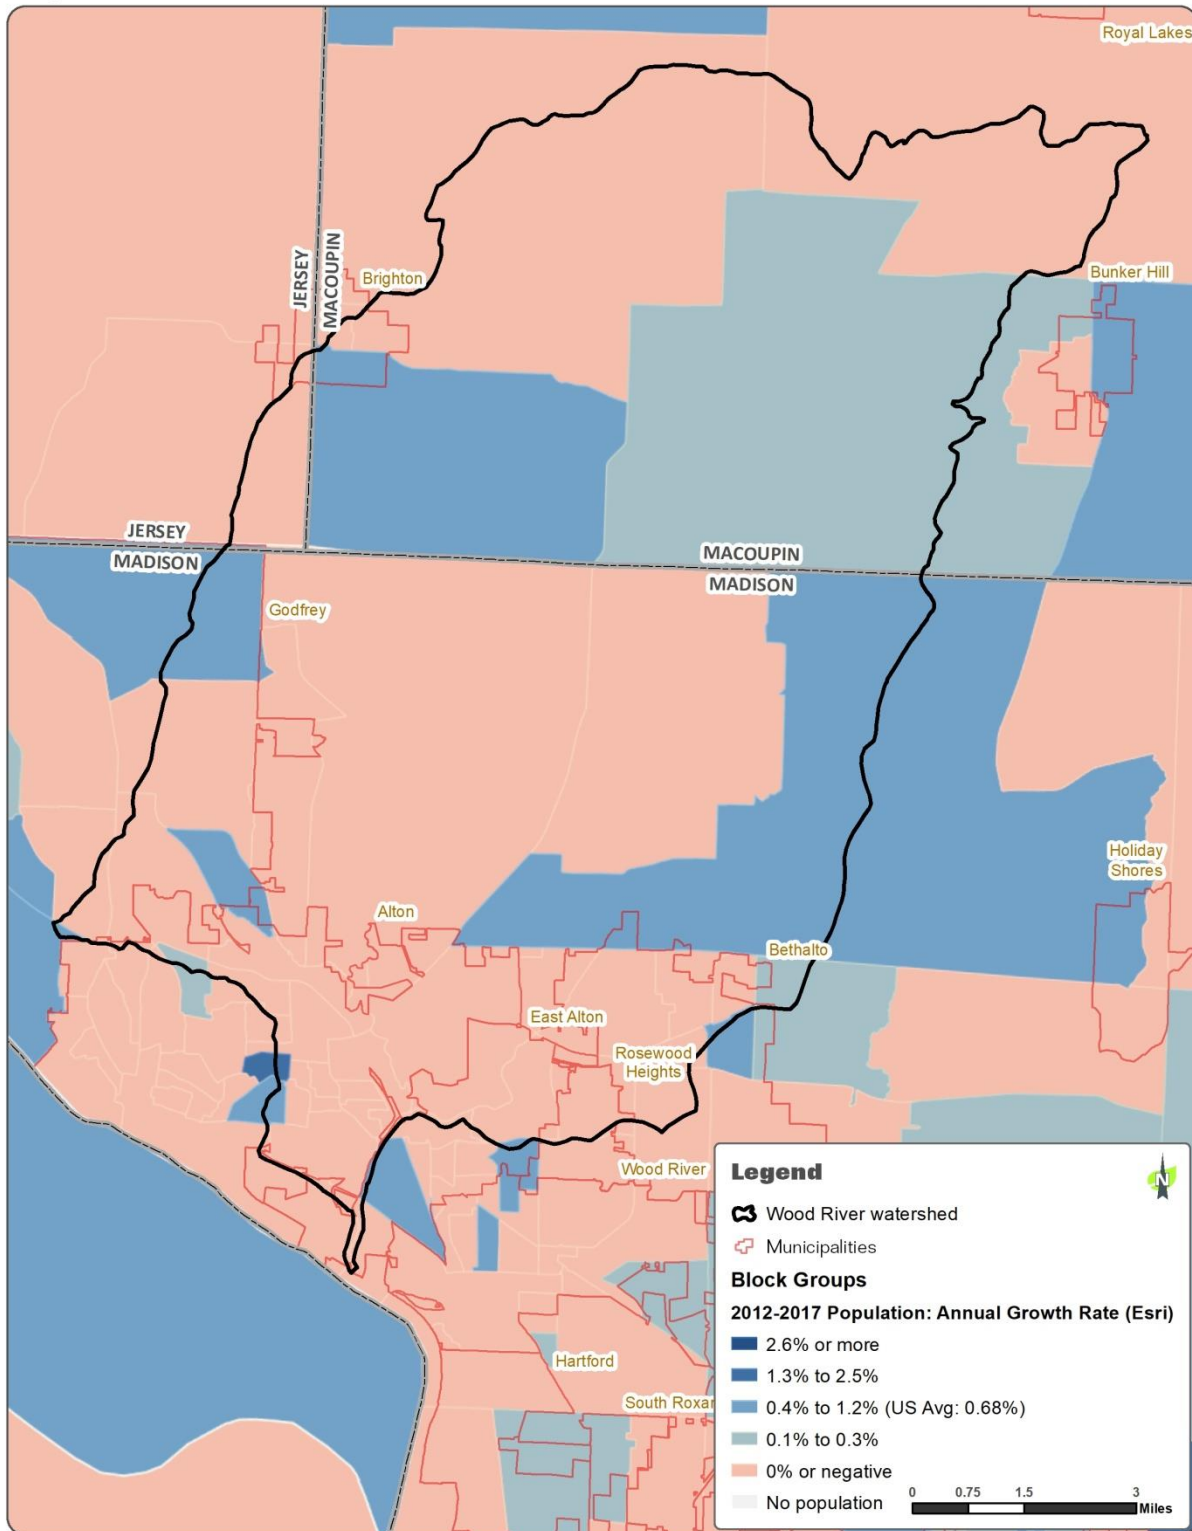 Royal Lakes
JERSEY
MACOUPIN
Brighton
Bunker Hill
JERSEY
MADISON
MACOUPIN
MADISON
Godfrey
Holiday
Shores
Alton
Bethalto
East Alton
Rosewood
Heights
Wood River
Hartford
South Roxa
Legend
N
Wood River watershed
Municipalities
Block Groups
2012-2017 Population: Annual Growth Rate (Esri)
2.6% or more
1.3% to 2.5%
0.4% to 1.2% (US Avg: 0.68%)
0.1% to 0.3%
0% or negative
No population
0 0.75 1.5 3
Miles